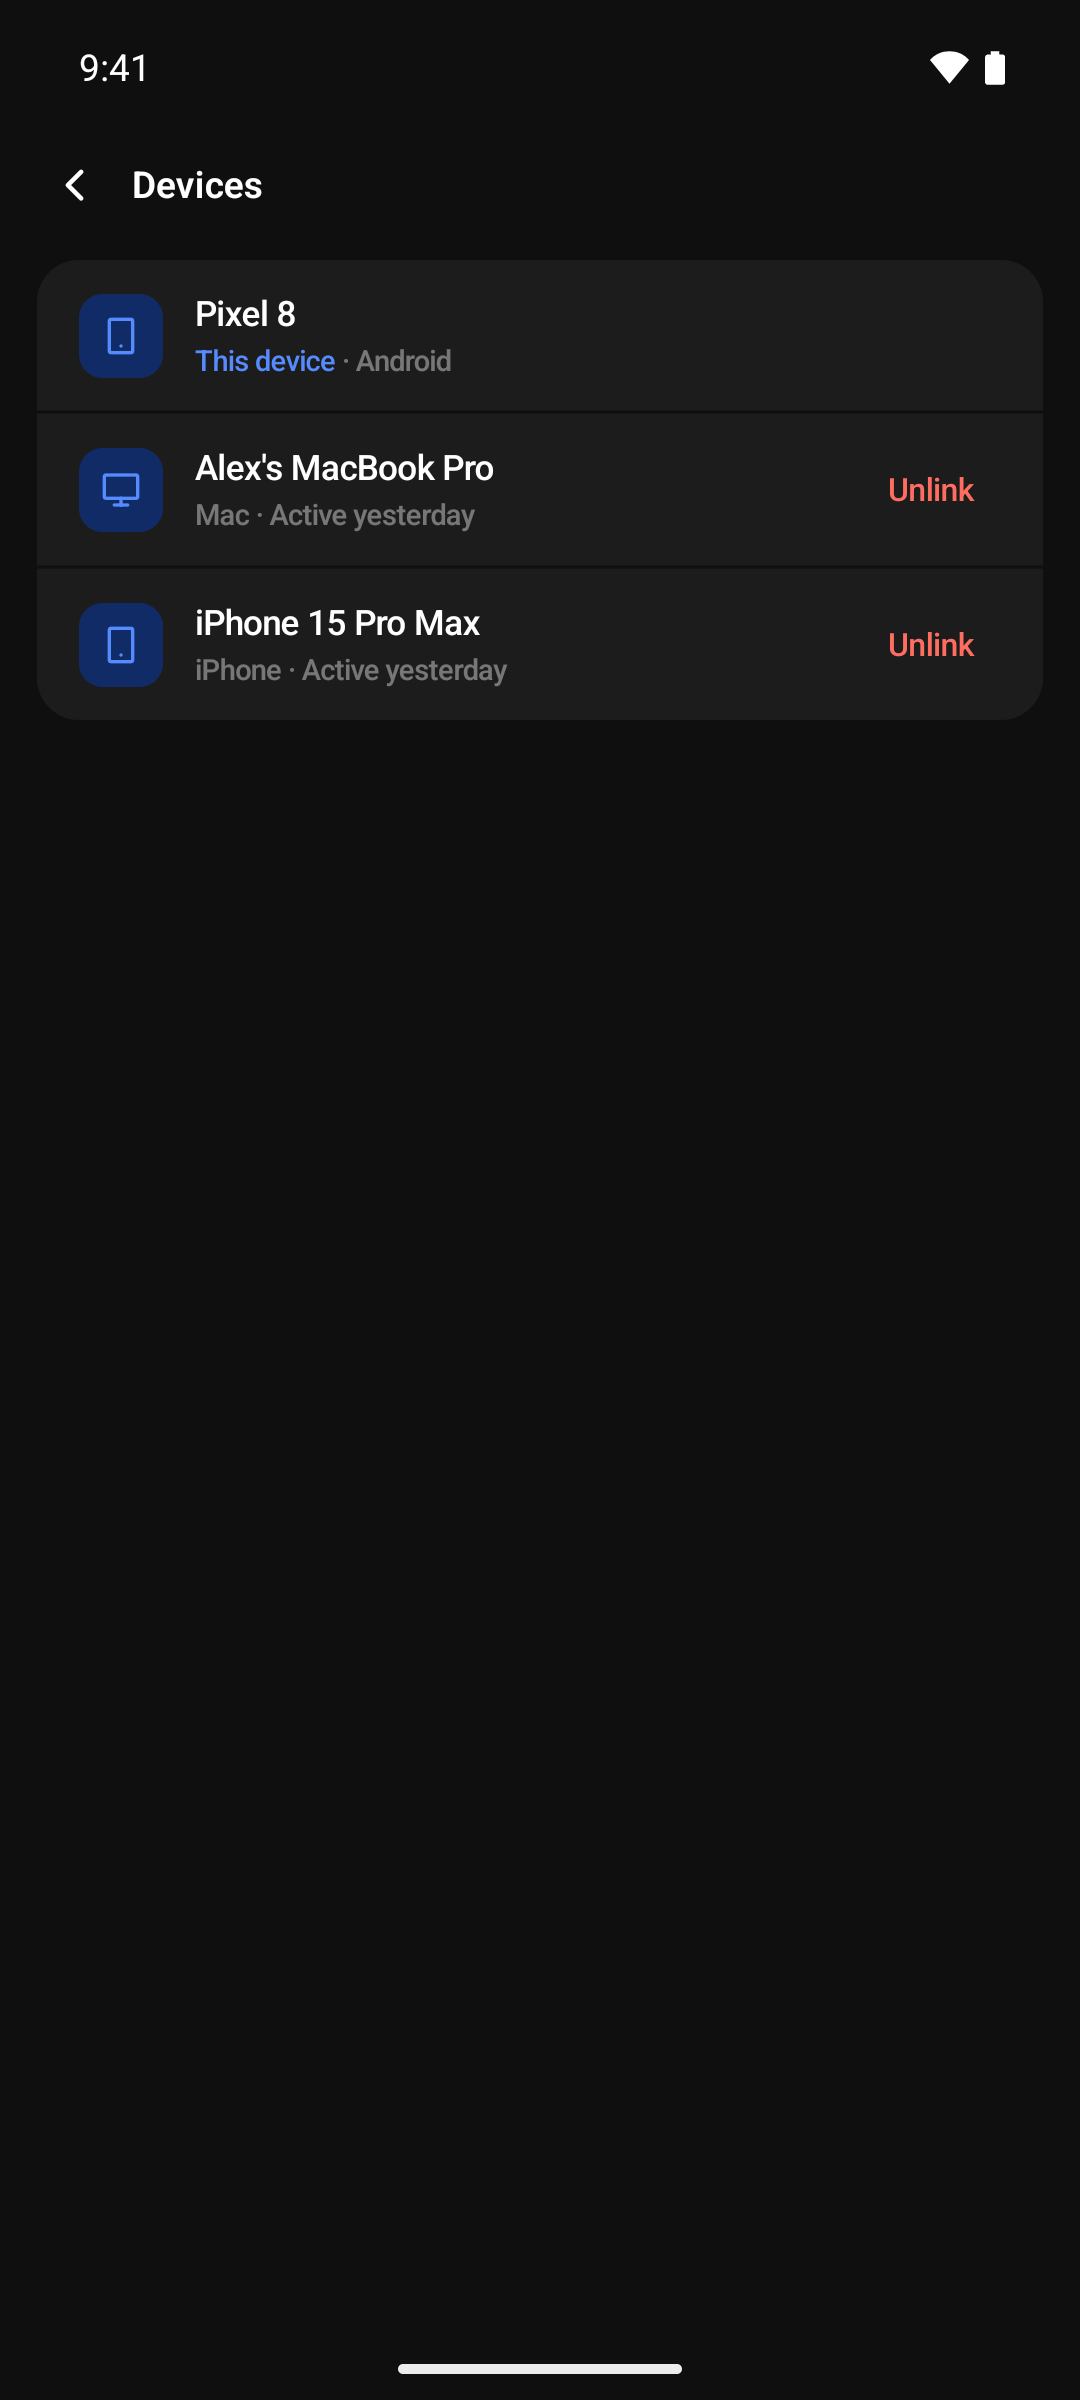 9:41
Devices
Pixel 8
This device · Android
Alex's MacBook Pro
Mac · Active yesterday
Unlink
iPhone 15 Pro Max
iPhone · Active yesterday
Unlink